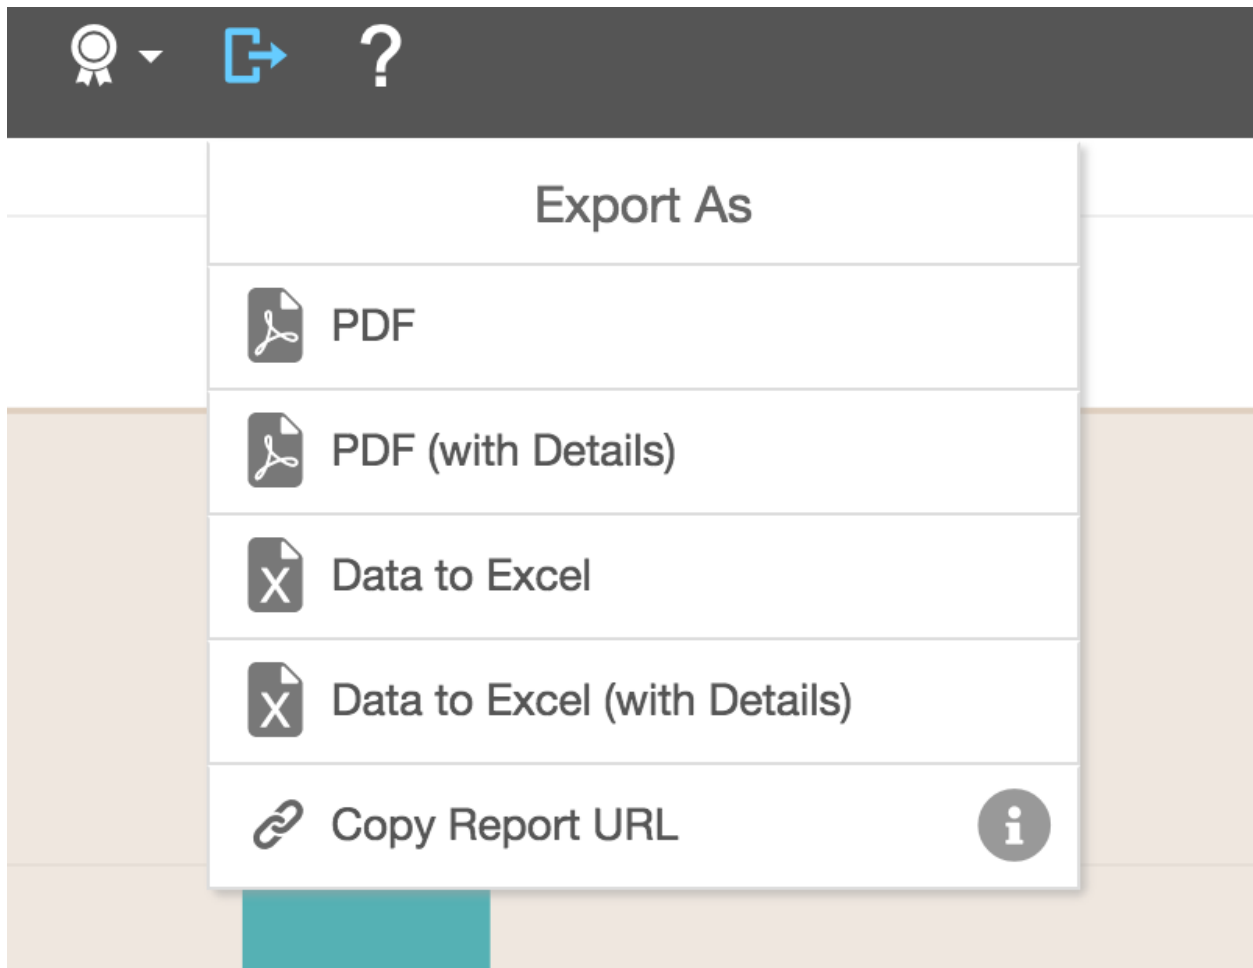 ?
Export As
PDF
PDF (with Details)
X Data to Excel
X Data to Excel (with Details)
Copy Report URL i